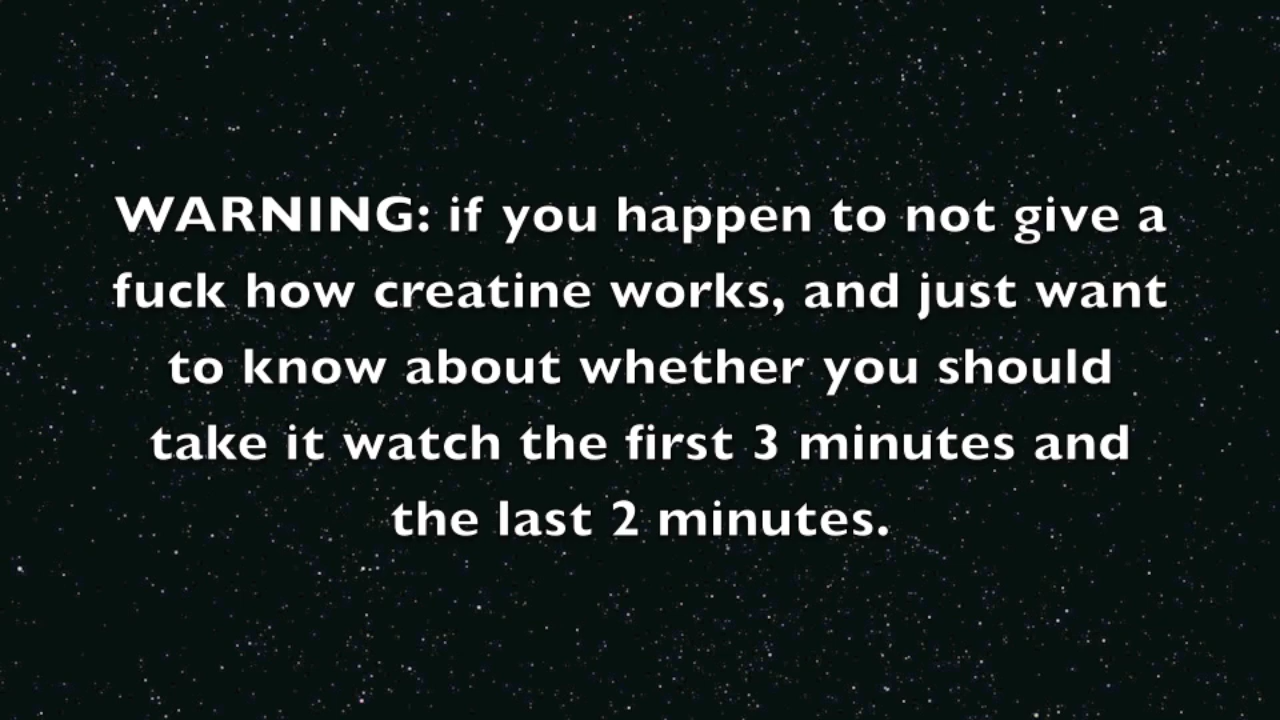 WARNING: if you happen to not give a
fuck how creatine works, and just want
to know about whether you should
take it watch the first 3 minutes and
the last 2 minutes.